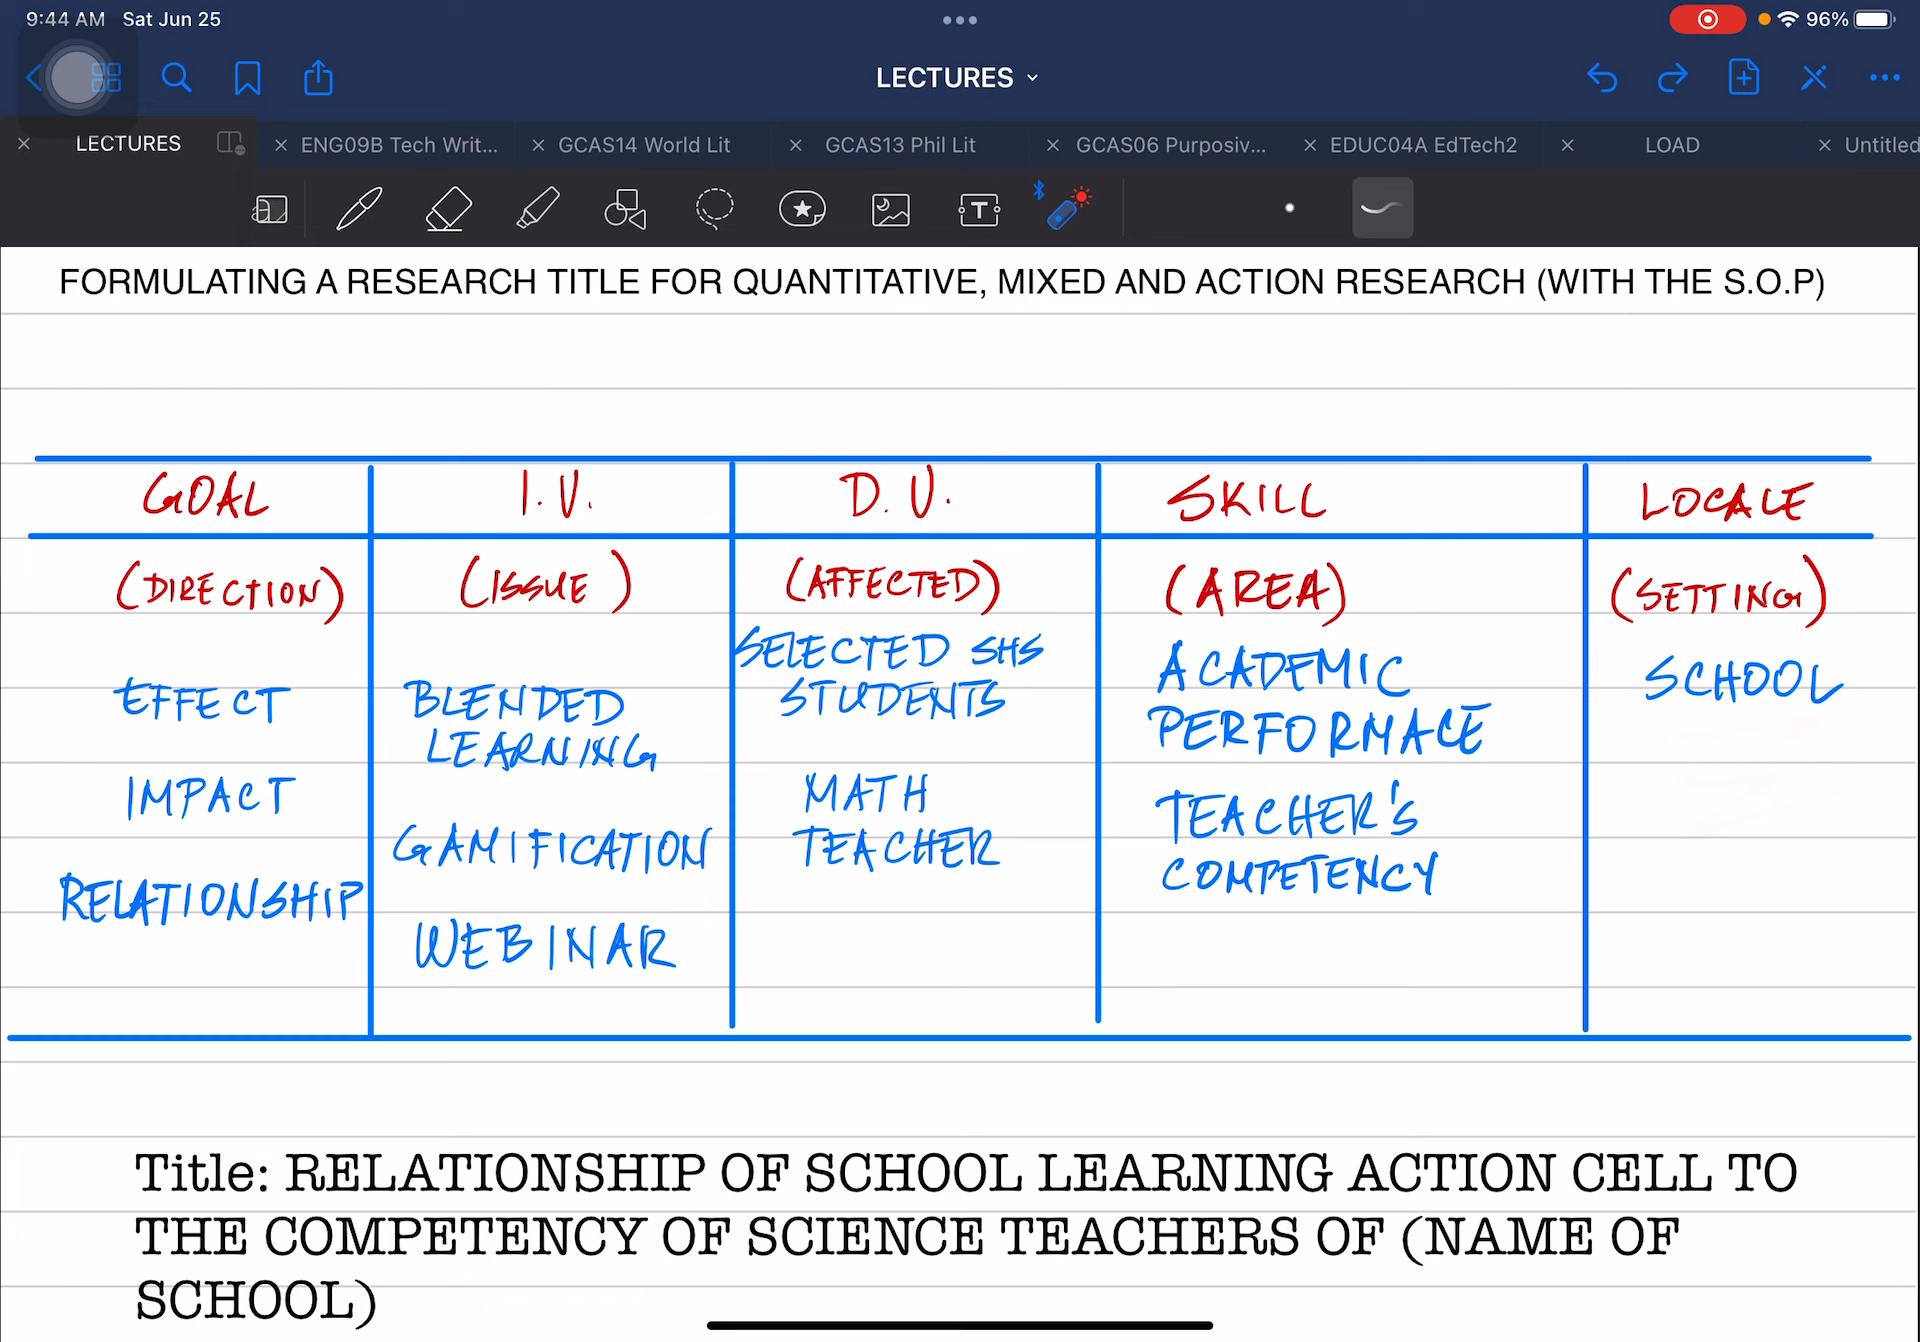 9:44 AM Sat Jun 25
96%
LECTURES
LECTURES
ENG09B Tech Writ...
GCAS14 World Lit
GCAS13 Phil Lit
GCAS06 Purposiv...
EDUC04A EdTech2
LOAD
Untitled
FORMULATING A RESEARCH TITLE FOR QUANTITATIVE, MIXED AND ACTION RESEARCH (WITH THE S.O.P)
GOAL
I.V.
D.V.
SKILL
LOCALE
(DIRECTION)
(ISSUE)
(AFFECTED)
(AREA)
(SETTING)
EFFECT
IMPACT
RELATIONSHIP
BLENDED
LEARNING
GAMIFICATION
WEBINAR
SELECTED SHS
STUDENTS
MATH
TEACHER
ACADEMIC
PERFORMACE
TEACHER'S
COMPETENCY
SCHOOL
Title: RELATIONSHIP OF SCHOOL LEARNING ACTION CELL TO
THE COMPETENCY OF SCIENCE TEACHERS OF (NAME OF
SCHOOL)